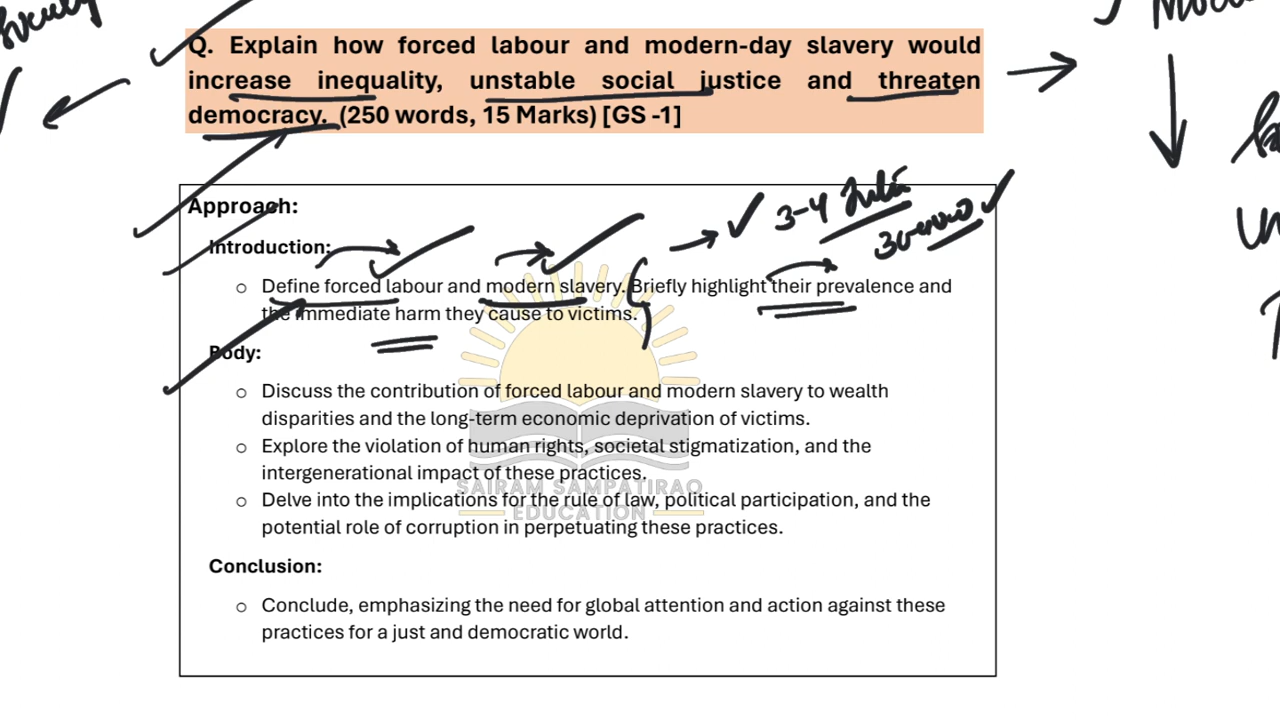 Q. Explain how forced labour and modern-day slavery would
increase inequality, unstable social justice and threaten
democracy. (250 words, 15 Marks) [GS -1]
Approach:
3-4
Introduction:
o Define forced labour and modern slavery. Briefly highlight their prevalence and
the immediate harm they cause to victims.
Body:
o Discuss the contribution of forced labour and modern slavery to wealth
disparities and the long-term economic deprivation of victims.
o Explore the violation of human rights, societal stigmatization, and the
intergenerational impact of these practices.
SAIRAM SAMPATIRAO
o Delve into the implications for the rule of law, political participation, and the
EDUCATION
potential role of corruption in perpetuating these practices.
Conclusion:
o Conclude, emphasizing the need for global attention and action against these
practices for a just and democratic world.